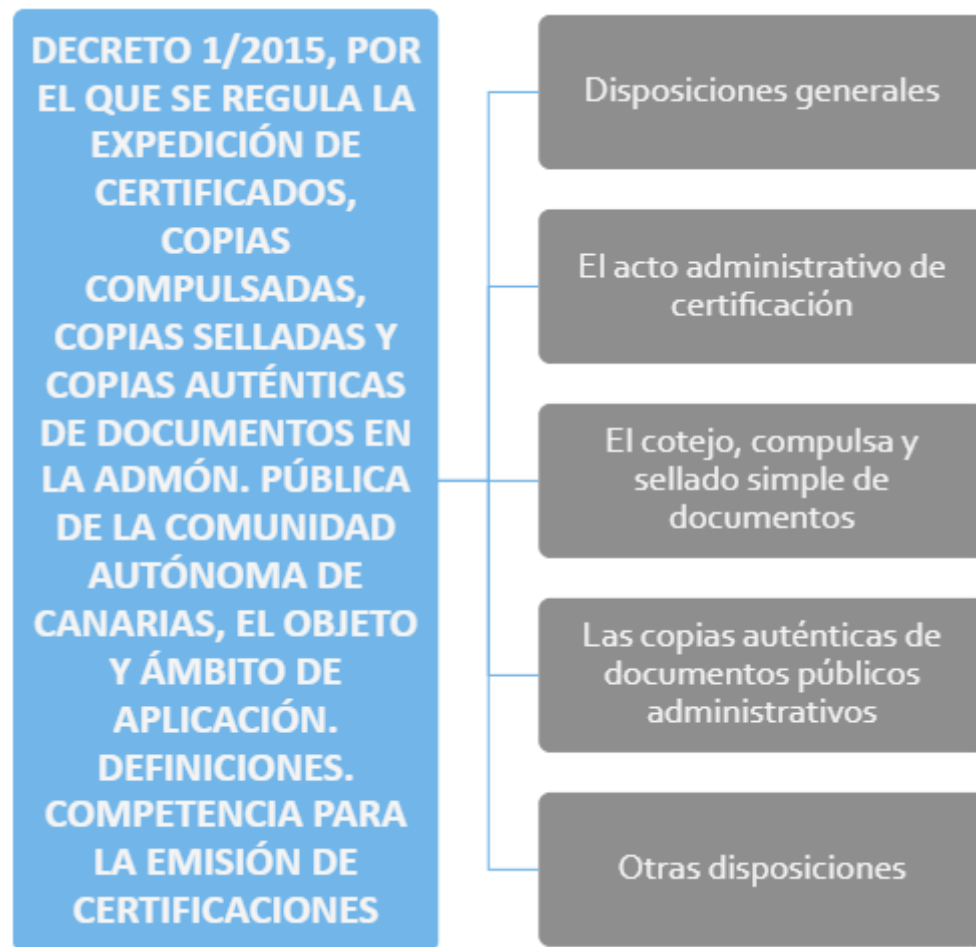 DECRETO 1/2015, POR
EL QUE SE REGULA LA
EXPEDICIÓN DE
CERTIFICADOS,
COPIAS
COMPULSADAS,
COPIAS SELLADAS Y
COPIAS AUTÉNTICAS
DE DOCUMENTOS EN
LA ADMÓN. PÚBLICA
DE LA COMUNIDAD
AUTÓNOMA DE
CANARIAS, EL OBJETO
Y ÁMBITO DE
APLICACIÓN.
DEFINICIONES.
COMPETENCIA PARA
LA EMISIÓN DE
CERTIFICACIONES
Disposiciones generales
El acto administrativo de
certificación
El cotejo, compulsa y
sellado simple de
documentos
Las copias auténticas de
documentos públicos
administrativos
Otras disposiciones